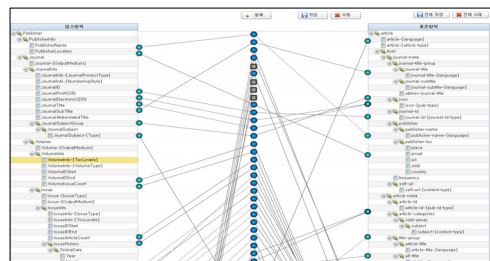 등록
저장
삭제
전체 저장
전체 삭제
Publisher
PublisherInfo
PublisherName
PublisherLocation
Journal
Journal-[OutputMedium]
JournalInfo
JournalInfo-[JournalProductType]
JournalInfo-[NumberingStyle]
JournalID
JournalPrintISSN
JournalElectronicISSN
JournalTitle
JournalSubTitle
JournalAbbreviatedTitle
JournalSubjectGroup
JournalSubject
JournalSubject-[Type]
Volume
Volume-[OutputMedium]
VolumeInfo
VolumeInfo-[TocLevels]
VolumeInfo-[VolumeType]
VolumeIDStart
VolumeIDEnd
VolumeIssueCount
Issue
Issue-[IssueType]
Issue-[OutputMedium]
IssueInfo
IssueInfo-[IssueType]
IssueInfo-[TocLevels]
IssueIDStart
IssueIDEnd
IssueArticleCount
IssueHistory
OnlineDate
Year
article
article-[language]
article-[article-type]
front
journal-meta
journal-title-group
journal-title
journal-title-[language]
journal-subtitle
journal-subtitle-[language]
abbrev-journal-title
issn
issn-[pub-type]
journal-id
journal-id-[journal-id-type]
publisher
publisher-name
publisher-name-[language]
publisher-loc
place
email
uri
addr
country
frequency
self-uri
self-uri-[content-type]
article-meta
article-id
article-id-[pub-id-type]
article-categories
subj-group
subject
subject-[content-type]
title-group
article-title
article-title-[language]
alt-title